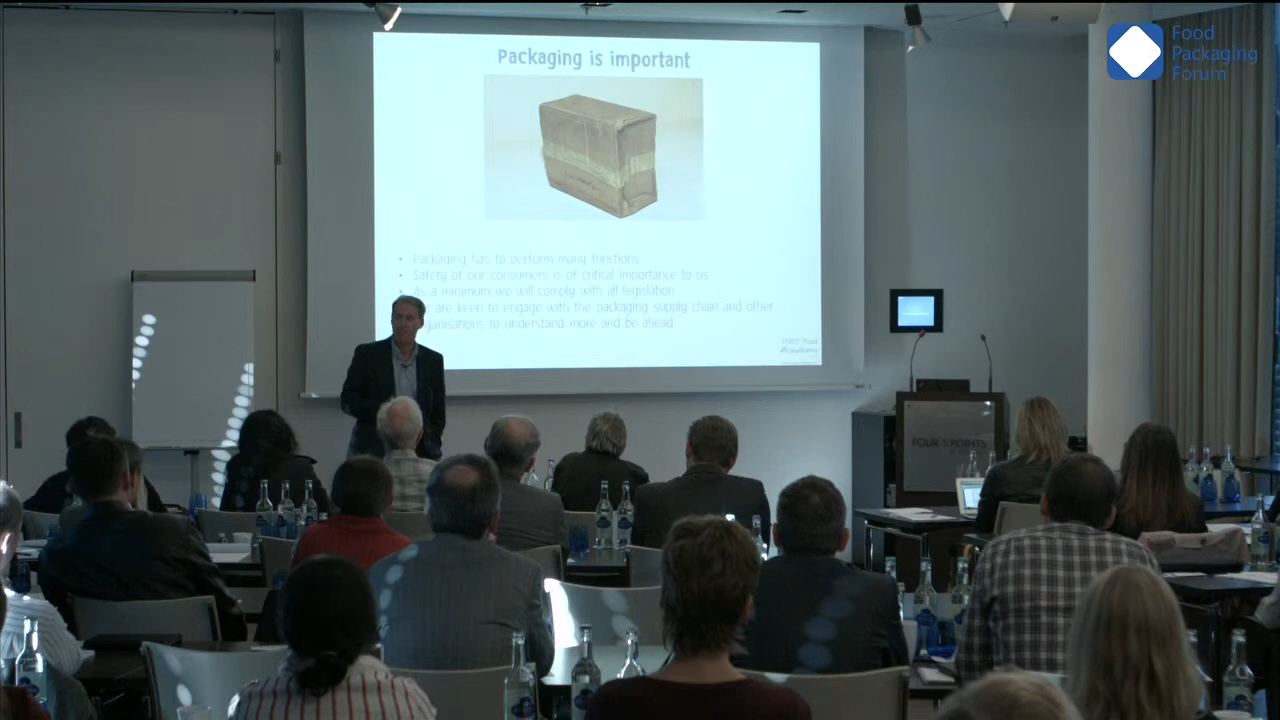 Packaging is important
Food
Packaging
Forum
• Packaging has to perform many functions
• Safety of our consumers is of critical importance to us
• As a minimum we will comply with all legislation
are keen to engage with the packaging supply chain and other
to understand more and be ahead
Food
Academy
FOUR POINTS